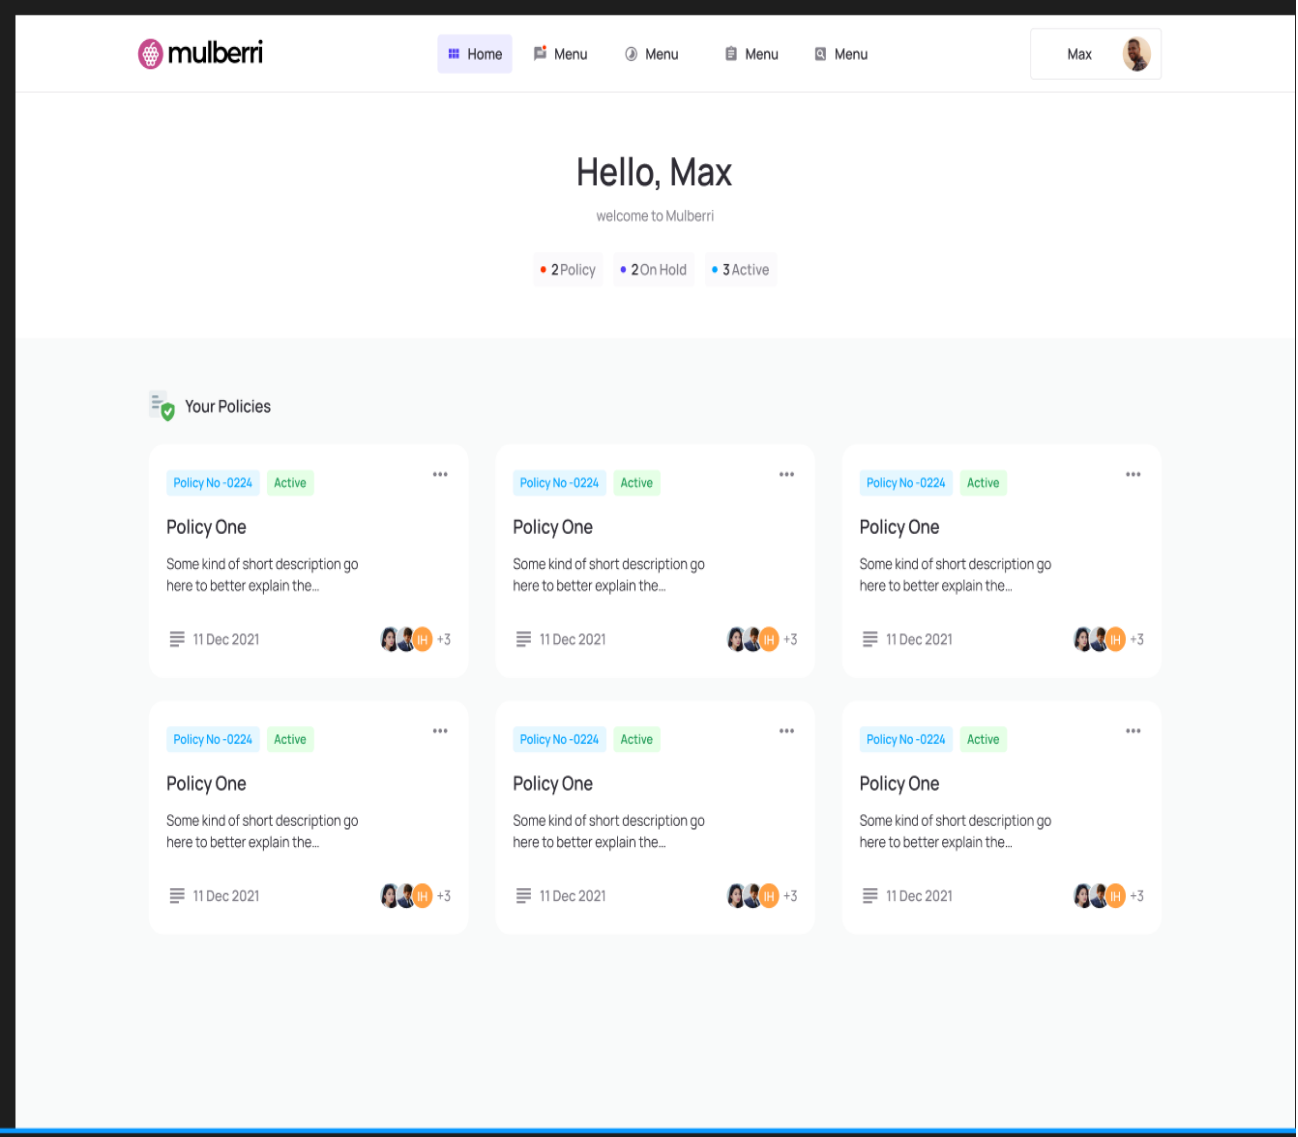 mulberri
Home Menu Menu Menu Menu
Max
Hello, Max
welcome to Mulberri
2 Policy 2 On Hold 3 Active
Your Policies
Policy No -0224 Active
Policy One
Some kind of short description go
here to better explain the...
11 Dec 2021 IH +3
Policy No -0224 Active
Policy One
Some kind of short description go
here to better explain the...
11 Dec 2021 IH +3
Policy No -0224 Active
Policy One
Some kind of short description go
here to better explain the...
11 Dec 2021 IH +3
Policy No -0224 Active
Policy One
Some kind of short description go
here to better explain the...
11 Dec 2021 IH +3
Policy No -0224 Active
Policy One
Some kind of short description go
here to better explain the...
11 Dec 2021 IH +3
Policy No -0224 Active
Policy One
Some kind of short description go
here to better explain the...
11 Dec 2021 IH +3